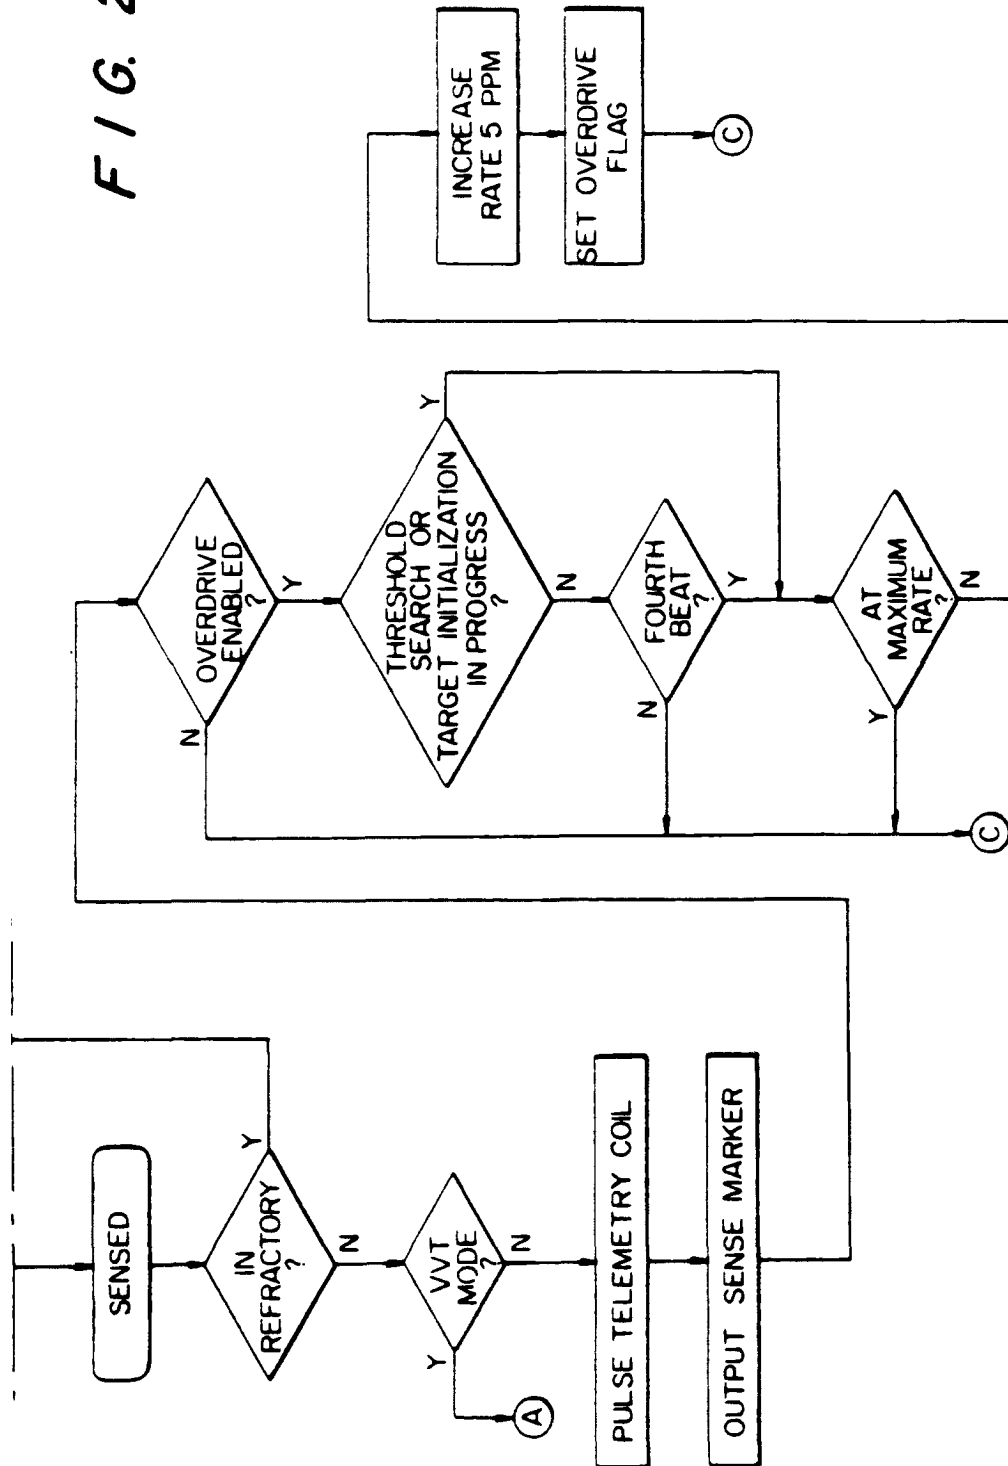 FIG. 2
SENSED
IN
REFRACTORY
?
Y
N
VVT
MODE
?
Y
N
A
PULSE TELEMETRY COIL
OUTPUT SENSE MARKER
OVERDRIVE
ENABLED
?
N
Y
THRESHOLD
SEARCH OR
TARGET INITIALIZATION
IN PROGRESS
?
Y
N
FOURTH
BEAT
?
N
Y
AT
MAXIMUM
RATE
?
Y
N
C
INCREASE
RATE 5 PPM
SET OVERDRIVE
FLAG
C